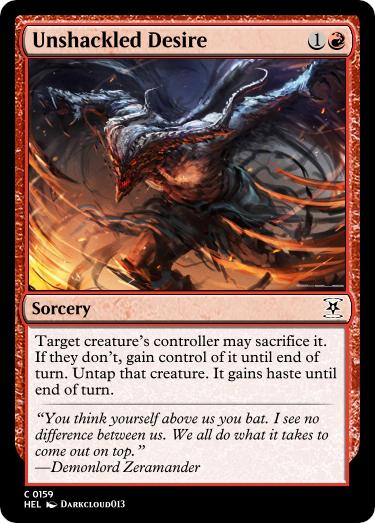 Unshackled Desire 1
Sorcery
Target creature's controller may sacrifice it.
If they don't, gain control of it until end of
turn. Untap that creature. It gains haste until
end of turn.
"You think yourself above us you bat. I see no
difference between us. We all do what it takes to
come out on top."
—Demonlord Zeramander
C 0159
HEL Darkcloud013